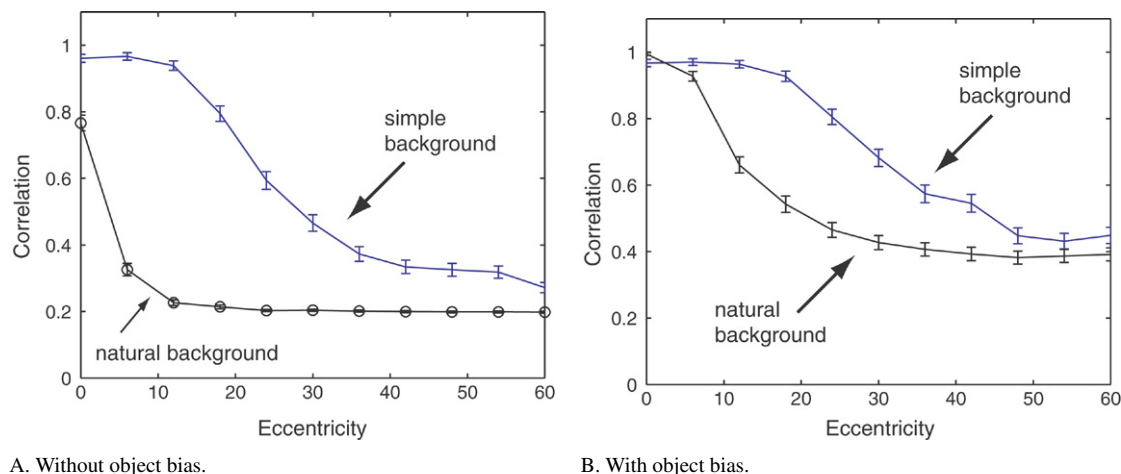 1
0.8
0.6
0.4
0.2
0
Correlation
0 10 20 30 40 50 60
Eccentricity
simple
background
natural background
A. Without object bias.
1
0.8
0.6
0.4
0.2
0
Correlation
0 10 20 30 40 50 60
Eccentricity
simple
background
natural
background
B. With object bias.